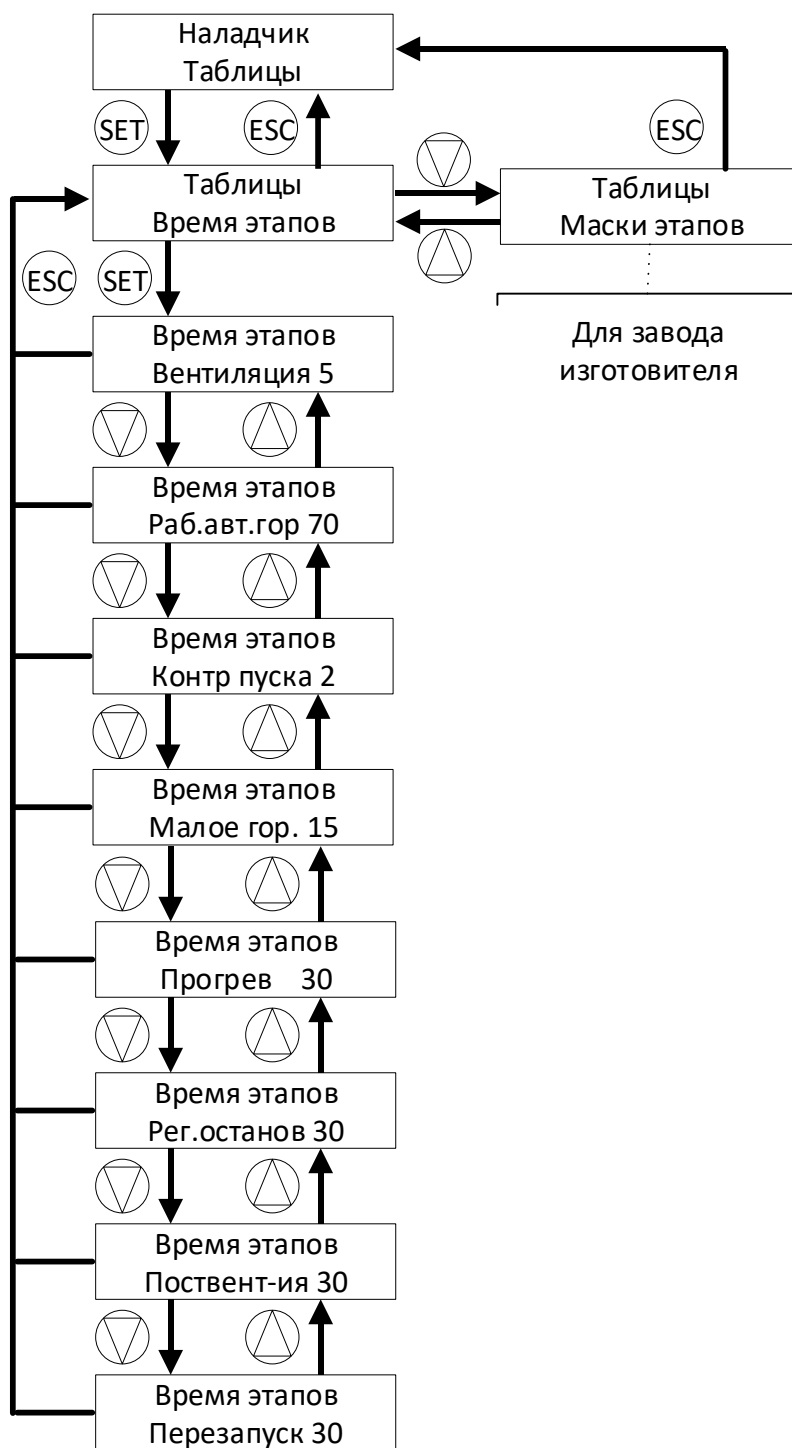 Наладчик
Таблицы
SET
ESC
ESC
Таблицы
Время этапов
Таблицы
Маски этапов
ESC
SET
Для завода
изготовителя
Время этапов
Вентиляция 5
Время этапов
Раб.авт.гор 70
Время этапов
Контр пуска 2
Время этапов
Малое гор. 15
Время этапов
Прогрев 30
Время этапов
Рег.останов 30
Время этапов
Поствент-ия 30
Время этапов
Перезапуск 30